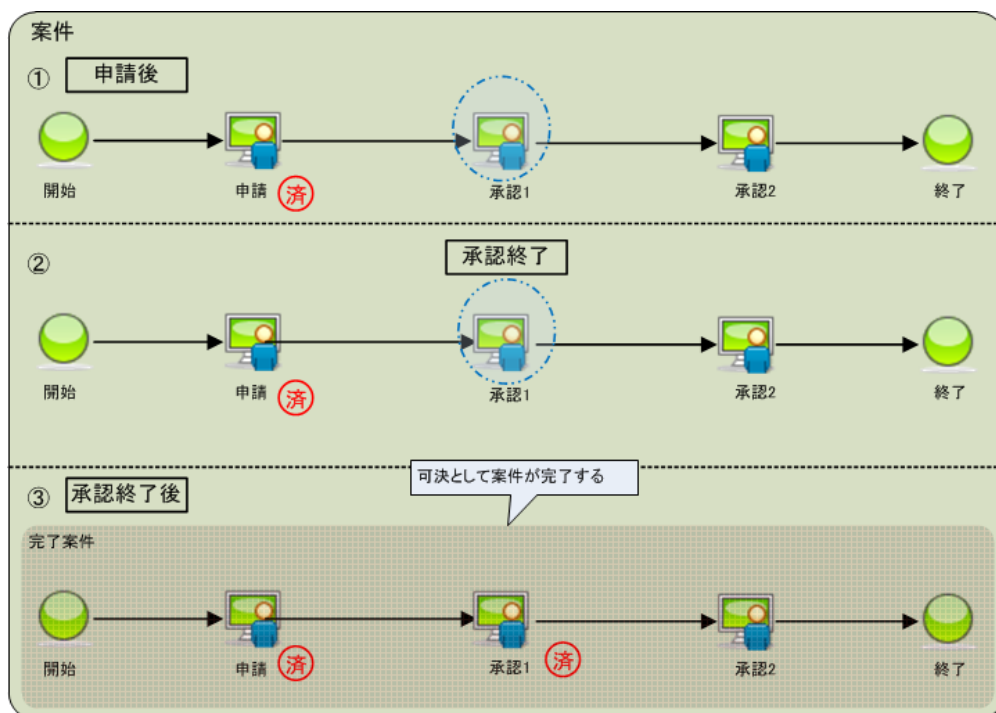 案件
① 申請後
開始 申請 済 承認1 承認2 終了
② 承認終了
開始 申請 済 承認1 承認2 終了
可決として案件が完了する
③ 承認終了後
完了案件
開始 申請 済 承認1 済 承認2 終了